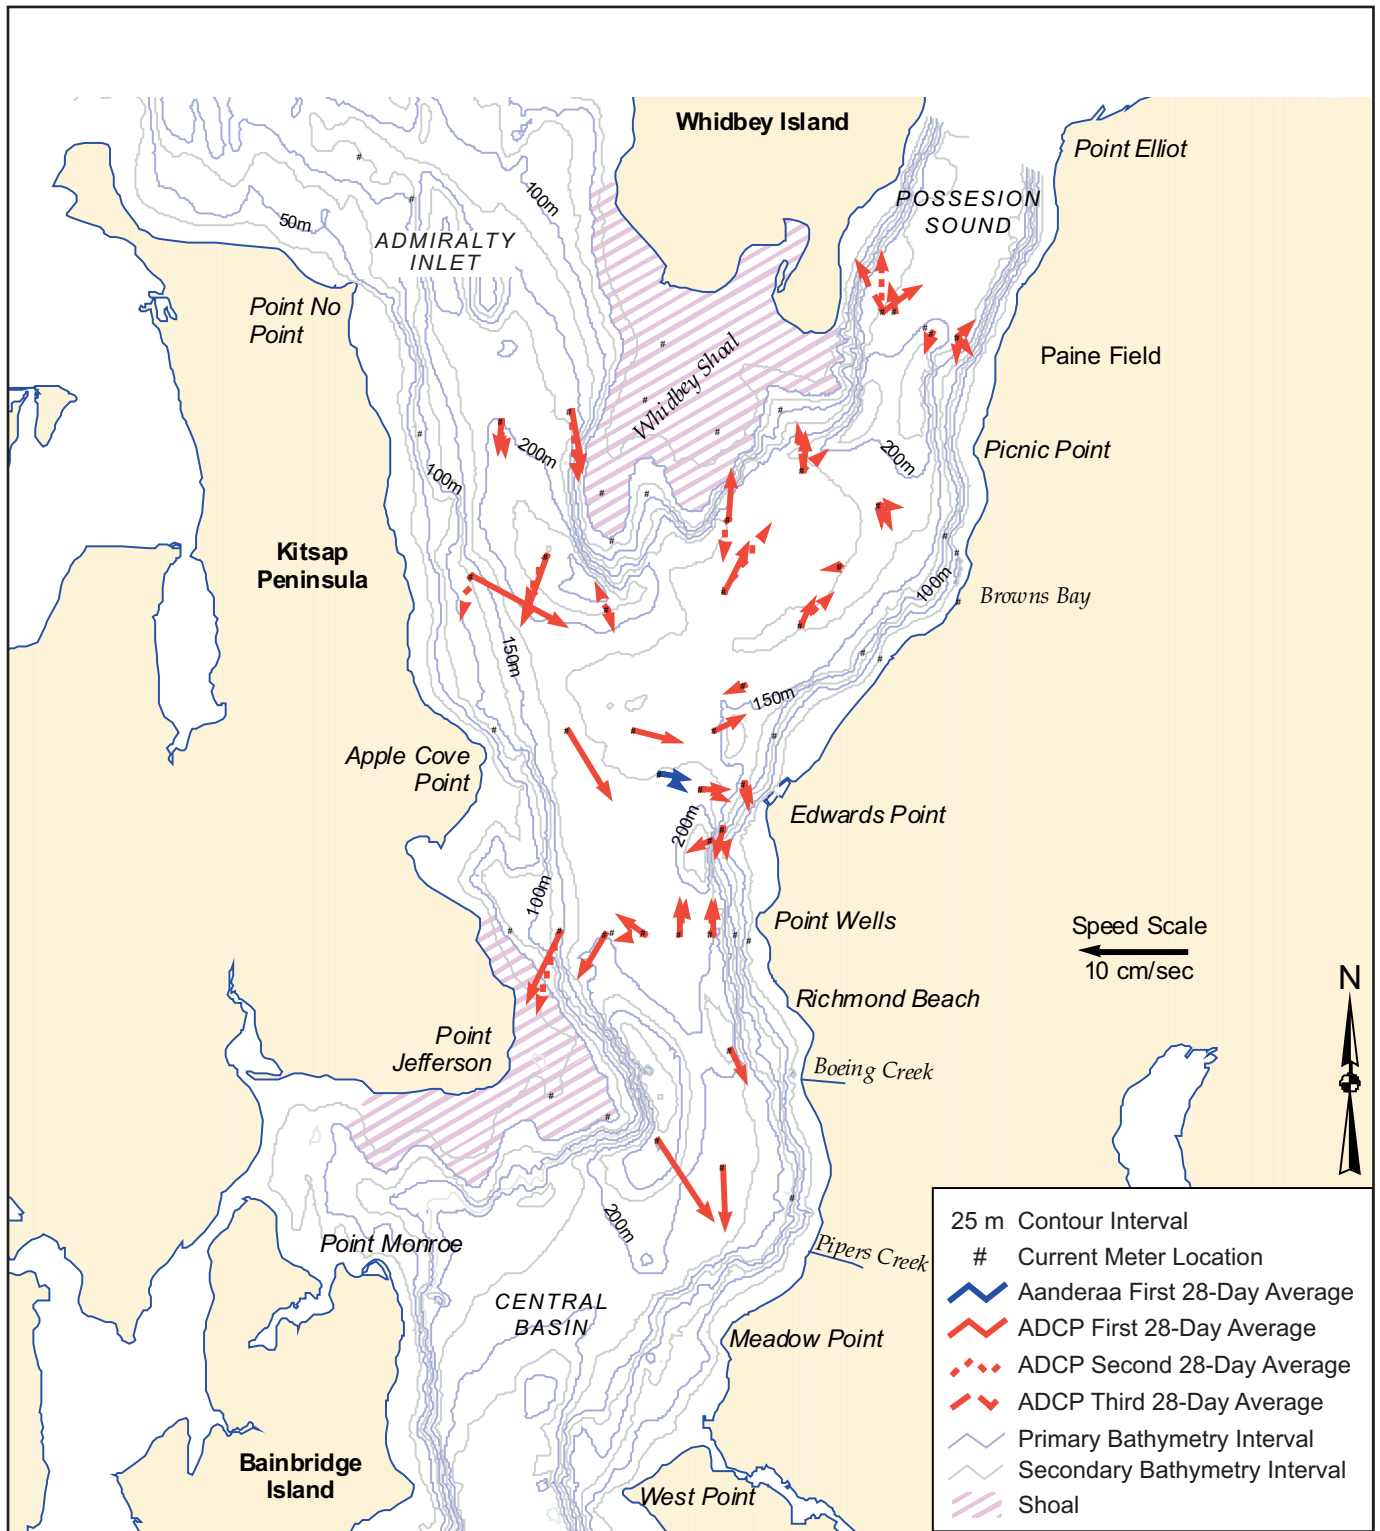 Whidbey Island
Point Elliot
POSSESION
SOUND
100m
50m
ADMIRALTY
INLET
Point No
Point
Whidbey Shoal
Paine Field
Picnic Point
200m
200m
100m
Kitsap
Peninsula
100m
Browns Bay
150m
150m
Apple Cove
Point
Edwards Point
200m
100m
Point Wells
Speed Scale
10 cm/sec
N
Richmond Beach
Point
Jefferson
Boeing Creek
200m
Point Monroe
Pipers Creek
CENTRAL
BASIN
Meadow Point
Bainbridge
Island
West Point
25 m Contour Interval
# Current Meter Location
Aanderaa First 28-Day Average
ADCP First 28-Day Average
ADCP Second 28-Day Average
ADCP Third 28-Day Average
Primary Bathymetry Interval
Secondary Bathymetry Interval
Shoal